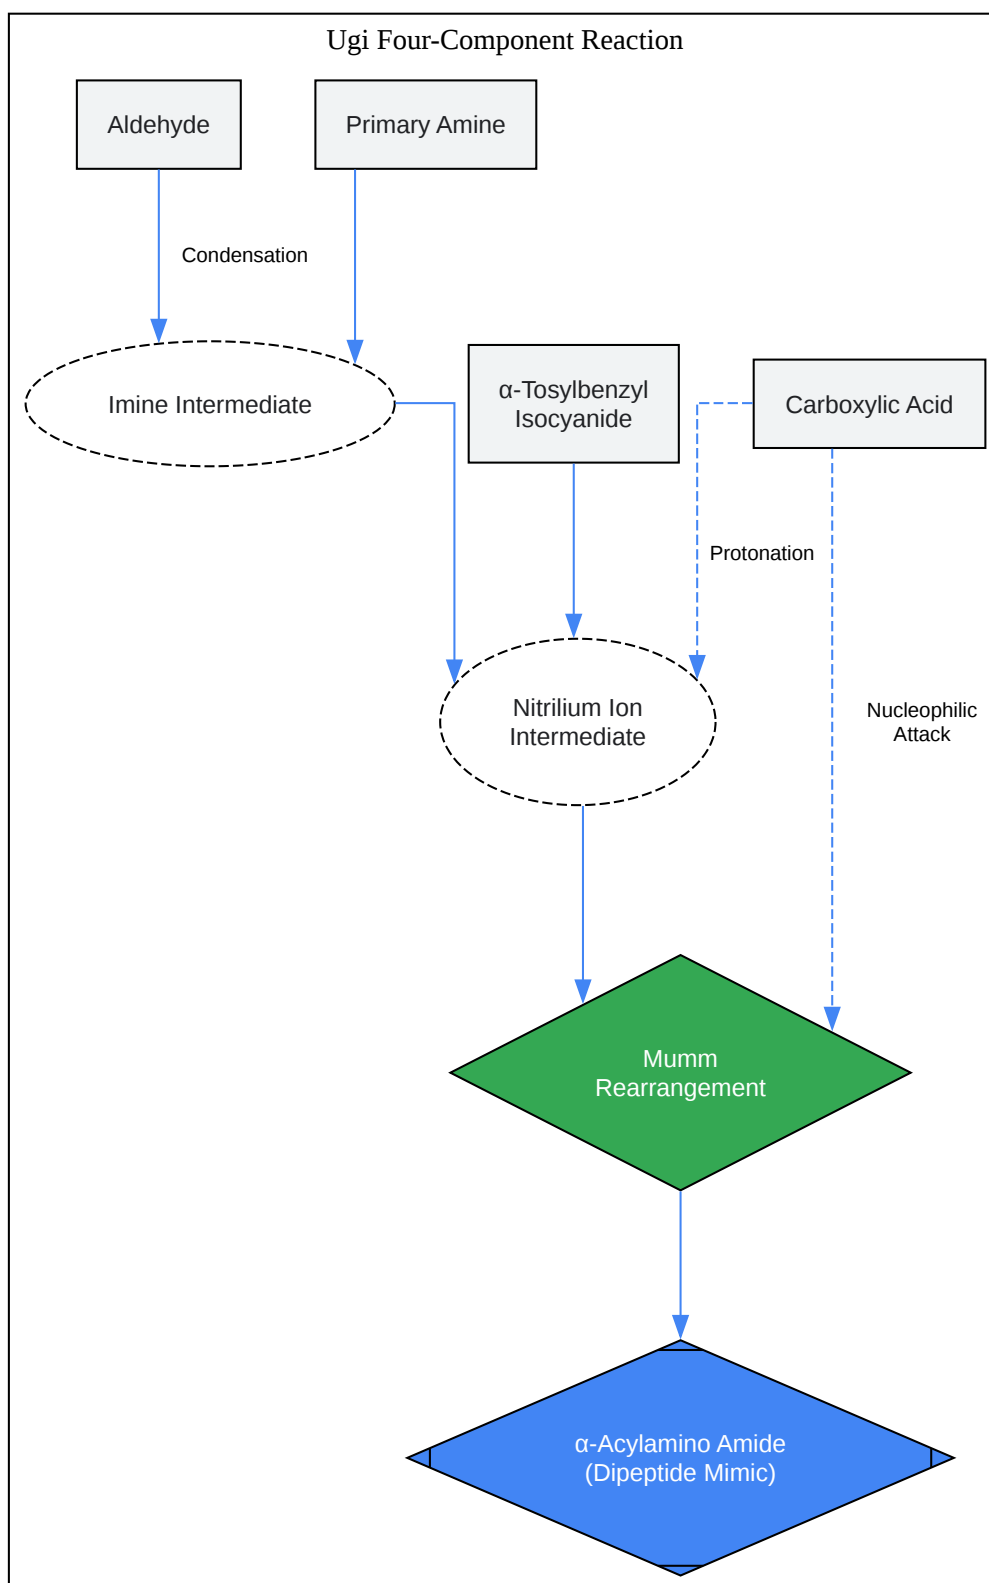 Ugi Four-Component Reaction
Aldehyde
Primary Amine
Condensation
Imine Intermediate
α-Tosylbenzyl
Isocyanide
Carboxylic Acid
Protonation
Nitrilium Ion
Intermediate
Nucleophilic
Attack
Mumm
Rearrangement
α-Acylamino Amide
(Dipeptide Mimic)